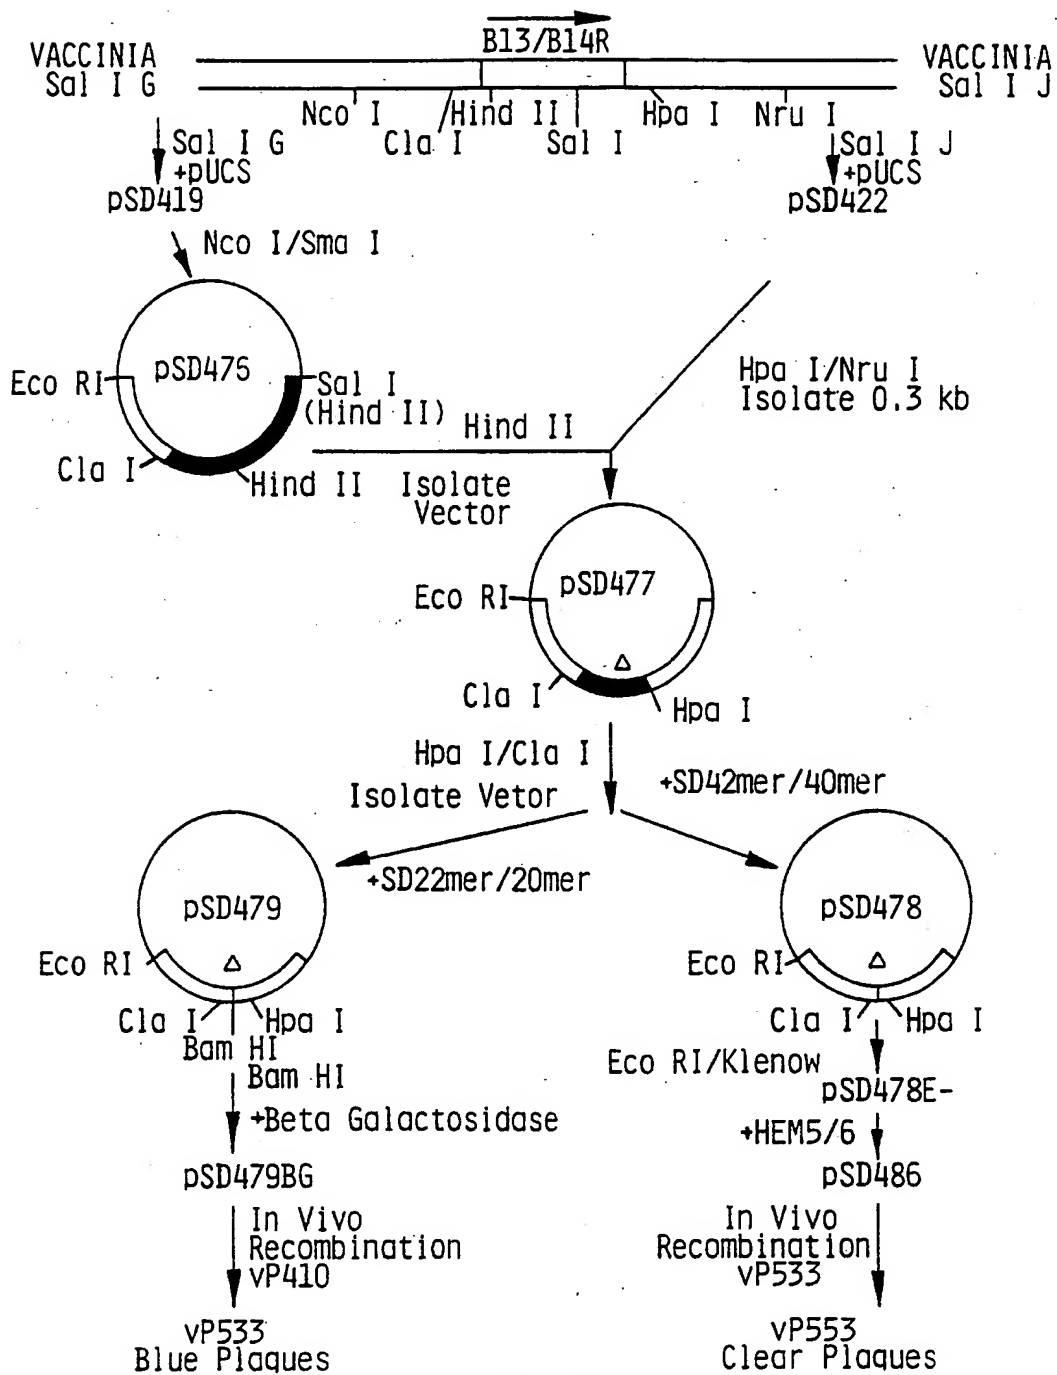 B13/B14R
VACCINIA
Sal I G
VACCINIA
Sal I J
Nco I
Cla I
Hind II
Sal I
Hpa I
Nru I
Sal I G
+pUCS
pSD419
Sal I J
+pUCS
pSD422
Nco I/Sma I
pSD476
Eco RI
Sal I
(Hind II)
Cla I
Hind II
Hind II
Isolate
Vector
Hpa I/Nru I
Isolate 0.3 kb
pSD477
Eco RI
Cla I
Hpa I
Hpa I/Cla I
Isolate Vetor
+SD42mer/40mer
+SD22mer/20mer
pSD479
Eco RI
Cla I
Hpa I
Bam HI
Bam HI
+Beta Galactosidase
pSD479BG
In Vivo
Recombination
vP410
vP533
Blue Plaques
pSD478
Eco RI
Cla I
Hpa I
Eco RI/Klenow
pSD478E-
+HEM5/6
pSD486
In Vivo
Recombination
vP533
vP553
Clear Plaques